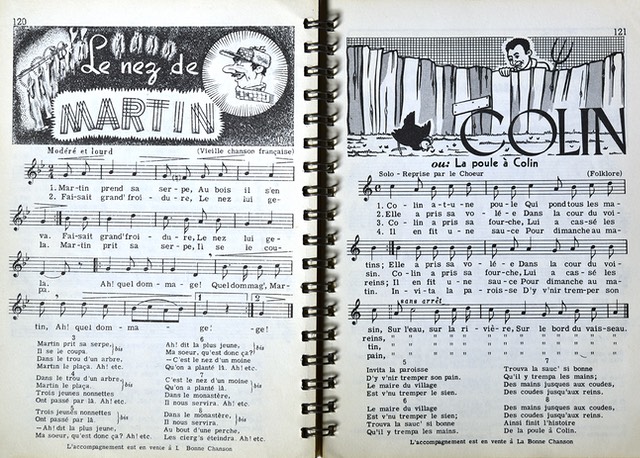 120
Le nez de
MARTIN
Modéré et lourd (Vieille chanson française)
1. Mar-tin prend sa ser-pe, Au bois il s'en
2. Fai-sait grand'froi-du-re, Le nez lui ge-
va. Fai-sait grand'froi-du-re, Le nez lui ge-
la. Mar-tin prit sa ser-pe, Il se le cou-
la. Ah! quel dom-ma-ge! Quel dommag', Mar-
pa.
tin, Ah! quel dom-ma-ge! -ge!
3
Martin prit sa serpe, bis
Il se le coupa.
Dans le trou d'un arbre,
Martin le plaça. Ah! etc.
4
Dans le trou d'un arbre, bis
Martin le plaça.
Trois jeunes nonnettes
Ont passé par là. Ah! etc.
5
Trois jeunes nonnettes bis
Ont passé par là.
—Ah! dit la plus jeune,
Ma soeur, qu'est donc ça? Ah! etc.
6
Ah! dit la plus jeune, bis
Ma soeur, qu'est donc ça?
—C'est le nez d'un moine
Qu'on a planté là. Ah! etc.
7
C'est le nez d'un moine bis
Qu'on a planté là.
Dans le monastère,
Il nous servira. Ah! etc.
8
Dans le monastère, bis
Il nous servira.
Au bout d'une perche,
Les cierg's éteindra. Ah! etc.
L'accompagnement est en vente à L Bonne Chanson
121
COLIN
ou: La poule à Colin
Solo - Reprise par le Choeur (Folklore)
1. Co-lin a-t-u-ne pou-le Qui pond tous les ma-
2. Elle a pris sa vo-lé-e Dans la cour du voi-
3. Co-lin a pris sa four-che, Lui a cas-sé les
4. Il en fit u-ne sau-ce Pour dimanche au ma-
tins; Elle a pris sa vo-lé-e Dans la cour du voi-
sin. Co-lin a pris sa four-che, Lui a cas-sé les
reins; Il en fit u-ne sau-ce Pour dimanche au ma-
tin. In-vi-ta la pa-rois-se D'y v'nir tremper son
sans arrêt
sin, Sur l'eau, sur la ri-viè-re, Sur le bord du vais-seau.
reins, " " " " " " " "
tin, " " " " " " " "
pain, " " " " " " " "
5
Invita la paroisse
D'y v'nir tremper son pain.
Le maire du village
Est v'nu tremper le sien.
6
Le maire du village
Est v'nu tremper le sien;
Trouva la sauc' si bonne
Qu'il y trempa les mains.
7
Trouva la sauc' si bonne
Qu'il y trempa les mains;
Des mains jusques aux coudes,
Des coudes jusqu'aux reins.
8
Des mains jusques aux coudes,
Des coudes jusqu'aux reins.
Ainsi finit l'histoire
De la poule à Colin.
L'accompagnement est en vente à La Bonne Chanson